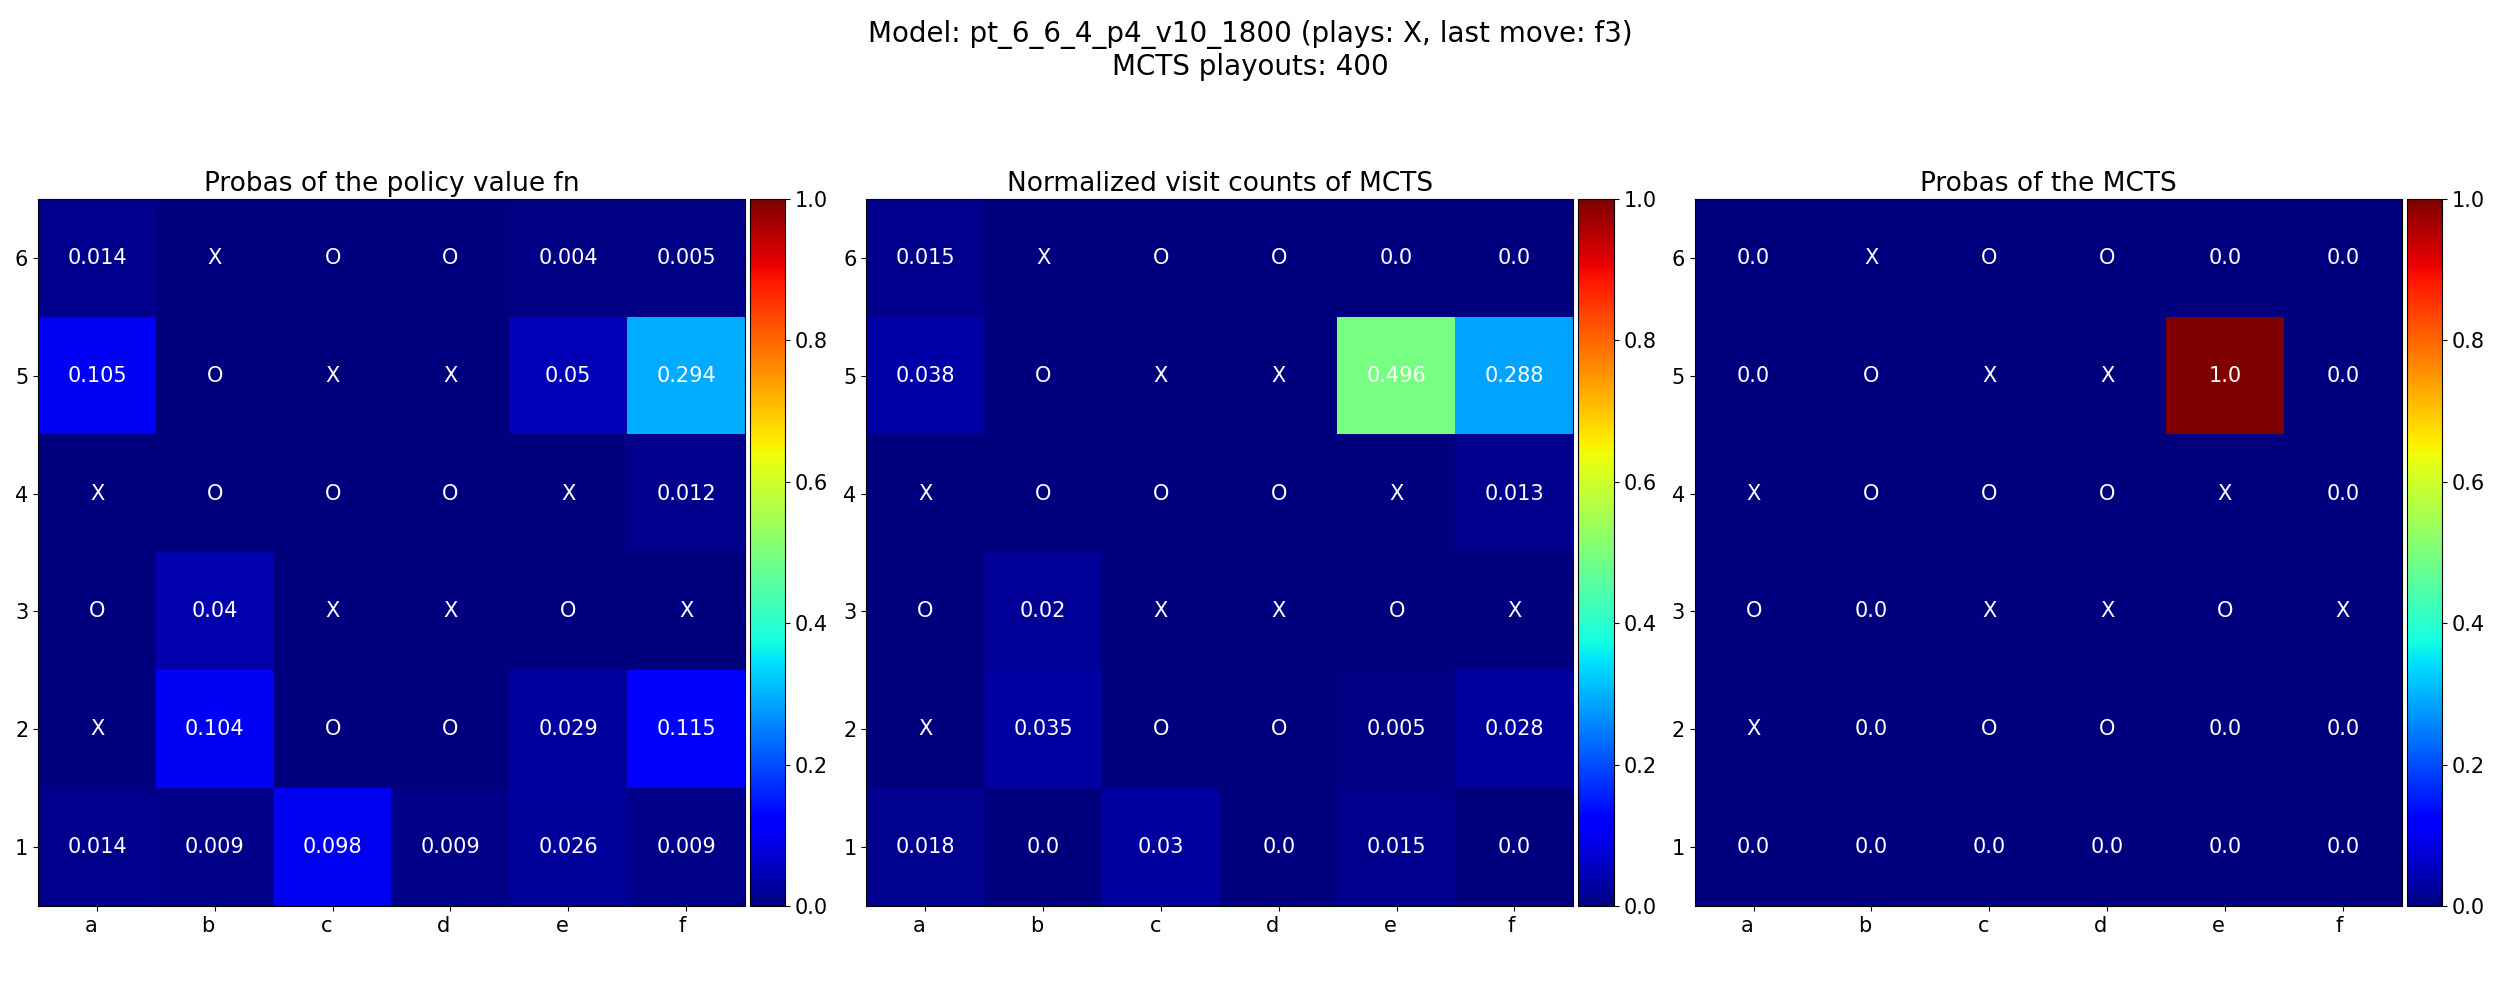 Model: pt_6_6_4_p4_v10_1800 (plays: X, last move: f3)
MCTS playouts: 400
Probas of the policy value fn
6 0.014 X O O 0.004 0.005
5 0.105 O X X 0.05 0.294
4 X O O O X 0.012
3 O 0.04 X X O X
2 X 0.104 O O 0.029 0.115
1 0.014 0.009 0.098 0.009 0.026 0.009
a b c d e f
1.0
0.8
0.6
0.4
0.2
0.0
Normalized visit counts of MCTS
6 0.015 X O O 0.0 0.0
5 0.038 O X X 0.496 0.288
4 X O O O X 0.013
3 O 0.02 X X O X
2 X 0.035 O O 0.005 0.028
1 0.018 0.0 0.03 0.0 0.015 0.0
a b c d e f
1.0
0.8
0.6
0.4
0.2
0.0
Probas of the MCTS
6 0.0 X O O 0.0 0.0
5 0.0 O X X 1.0 0.0
4 X O O O X 0.0
3 O 0.0 X X O X
2 X 0.0 O O 0.0 0.0
1 0.0 0.0 0.0 0.0 0.0 0.0
a b c d e f
1.0
0.8
0.6
0.4
0.2
0.0